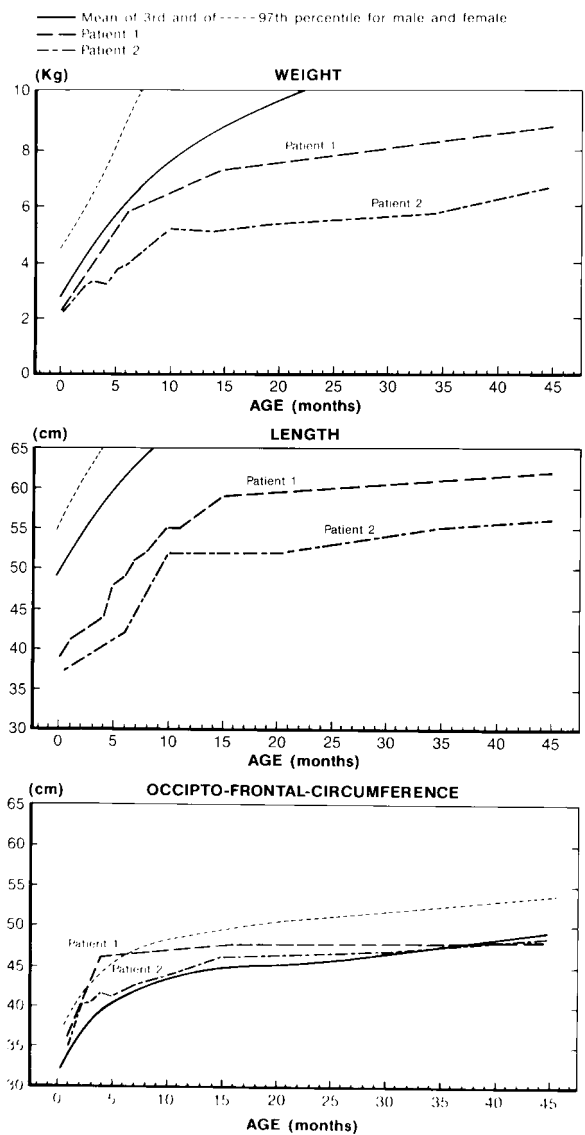 Mean of 3rd and of ----- 97th percentile for male and female
Patient 1
Patient 2
(Kg) WEIGHT
10
8
6
4
2
0
Patient 1
Patient 2
0 5 10 15 20 25 30 35 40 45
AGE (months)
(cm) LENGTH
65
60
55
50
45
40
35
30
Patient 1
Patient 2
0 5 10 15 20 25 30 35 40 45
AGE (months)
(cm) OCCIPTO-FRONTAL-CIRCUMFERENCE
65
60
55
50
45
40
35
30
Patient 1
Patient 2
0 5 10 15 20 25 30 35 40 45
AGE (months)